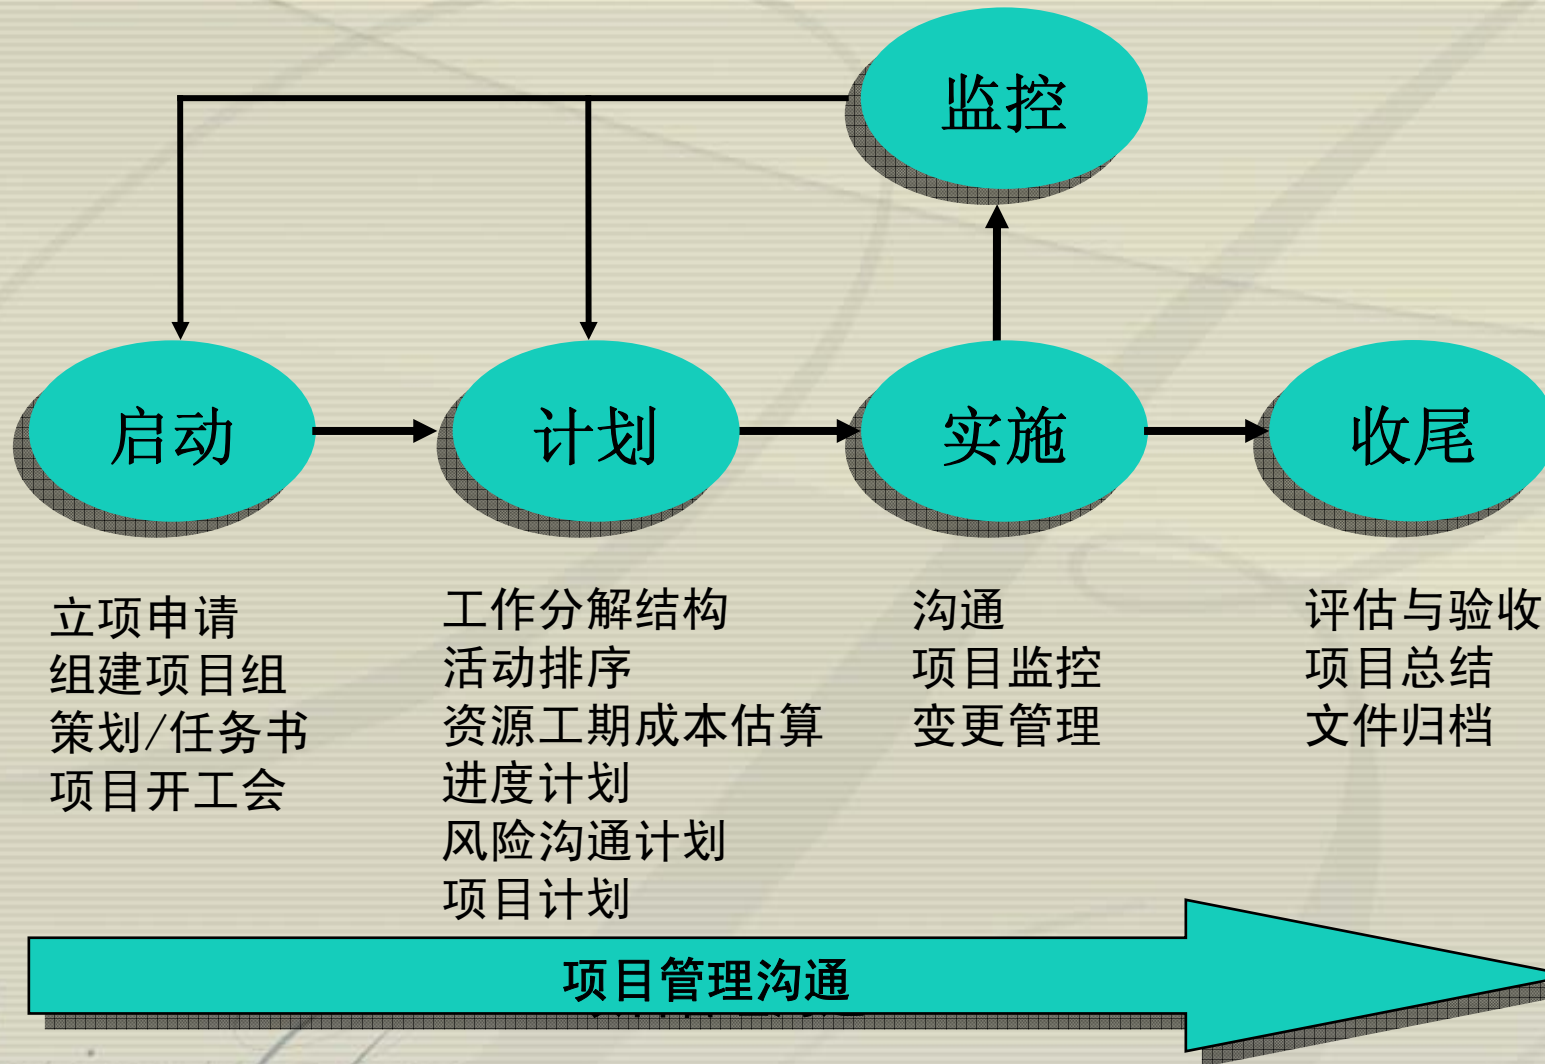 监控
启动
计划
实施
收尾
立项申请
组建项目组
策划/任务书
项目开工会
工作分解结构
活动排序
资源工期成本估算
进度计划
风险沟通计划
项目计划
沟通
项目监控
变更管理
评估与验收
项目总结
文件归档
项目管理沟通